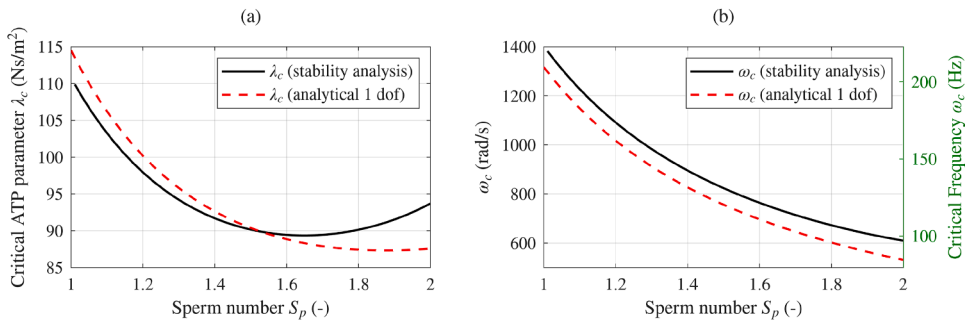 (a)
Critical ATP parameter λc (Ns/m²)
115
110
105
100
95
90
85
λc (stability analysis)
λc (analytical 1 dof)
1
1.2
1.4
1.6
1.8
2
Sperm number Sp (-)
(b)
ωc (rad/s)
1400
1200
1000
800
600
ωc (stability analysis)
ωc (analytical 1 dof)
200
150
100
Critical Frequency ωc (Hz)
1
1.2
1.4
1.6
1.8
2
Sperm number Sp (-)